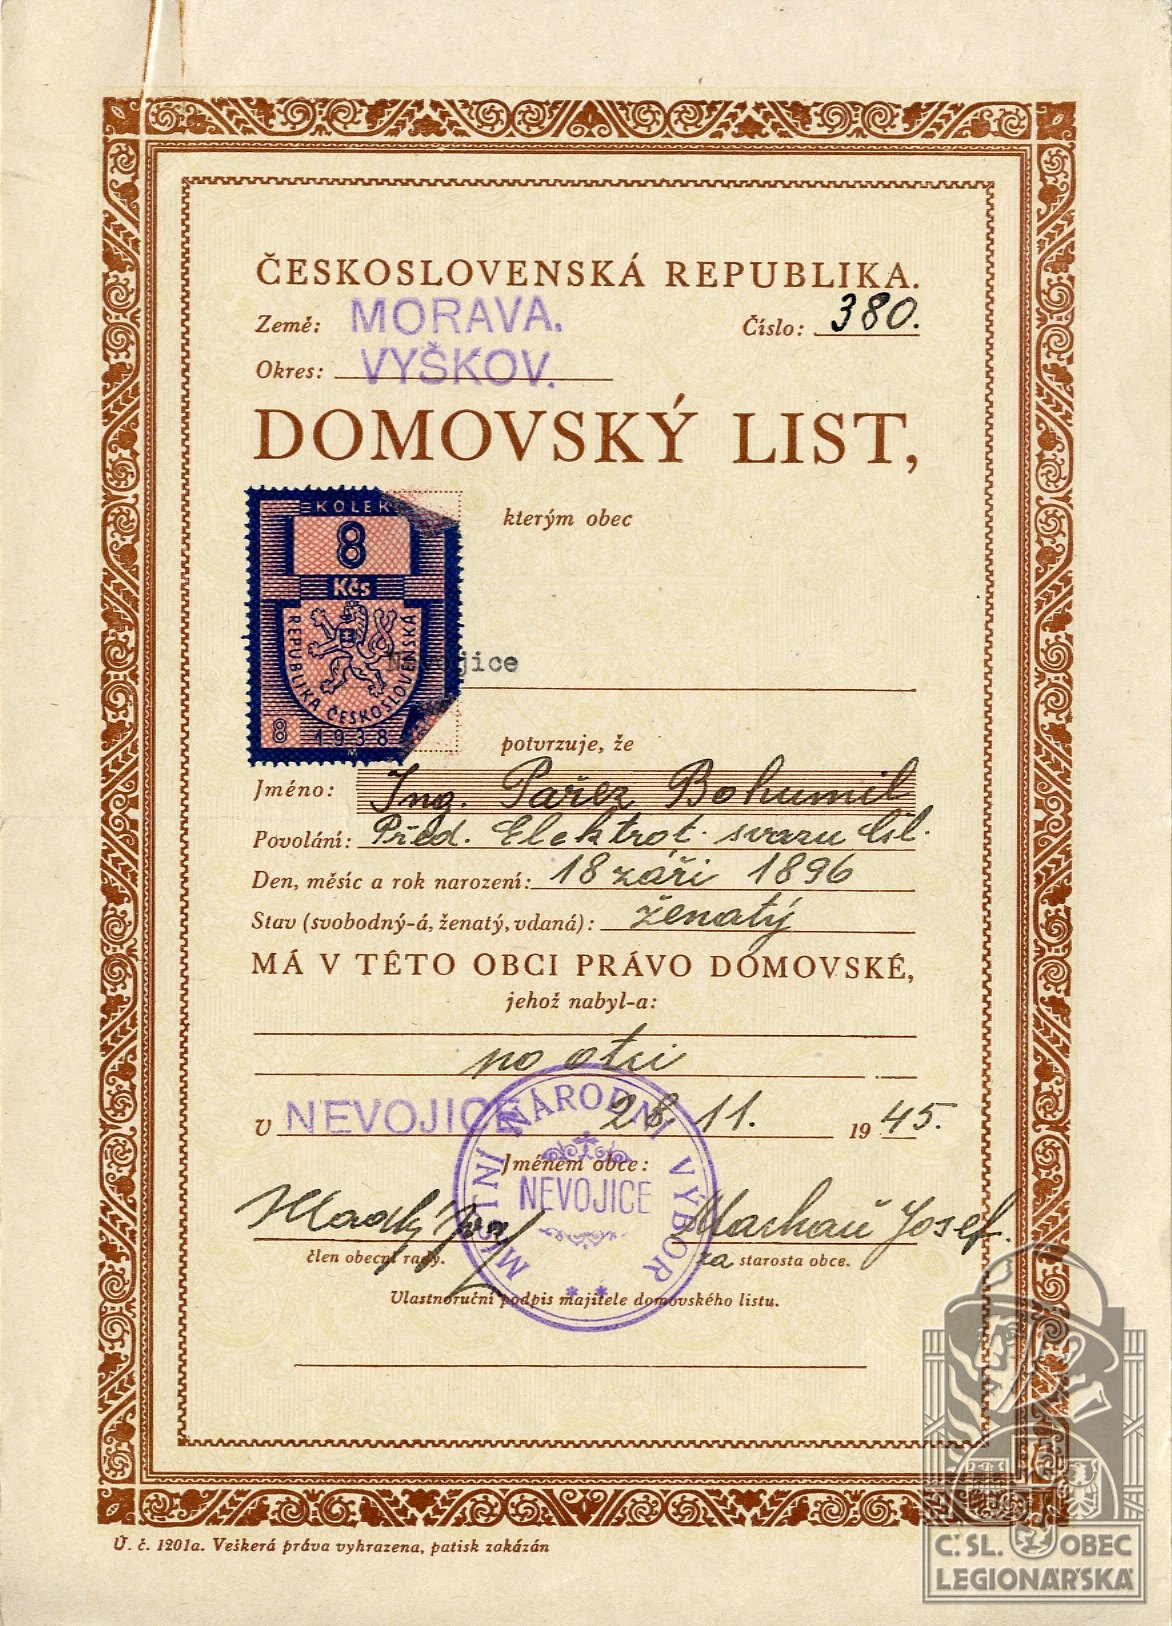 ČESKOSLOVENSKÁ REPUBLIKA.
Země: MORAVA. Číslo: 380.
Okres: VYŠKOV.
DOMOVSKÝ LIST,
kterým obec
KOLEK
8
Kčs
REPUBLIKA ČESKOSLOVENSKÁ
8 1938
M
Nevojice
potvrzuje, že
Jméno: Ing. Pařez Bohumil
Povolání: Před. Elektrot. svazu čsl.
Den, měsíc a rok narození: 18 září 1896
Stav (svobodný-á, ženatý, vdaná): ženatý
MÁ V TÉTO OBCI PRÁVO DOMOVSKÉ,
jehož nabyl-a:
po otci
v NEVOJICE 28 11. 1945.
MÍSTNÍ NÁRODNÍ VÝBOR
Jménem obce:
NEVOJICE
Hladký Machač Josef.
člen obecní rady. za starosta obce.
Vlastnoruční podpis majitele domovského listu.
Ú. č. 1201a. Veškerá práva vyhrazena, patisk zakázán
Č.SL. OBEC
LEGIONÁŘSKÁ